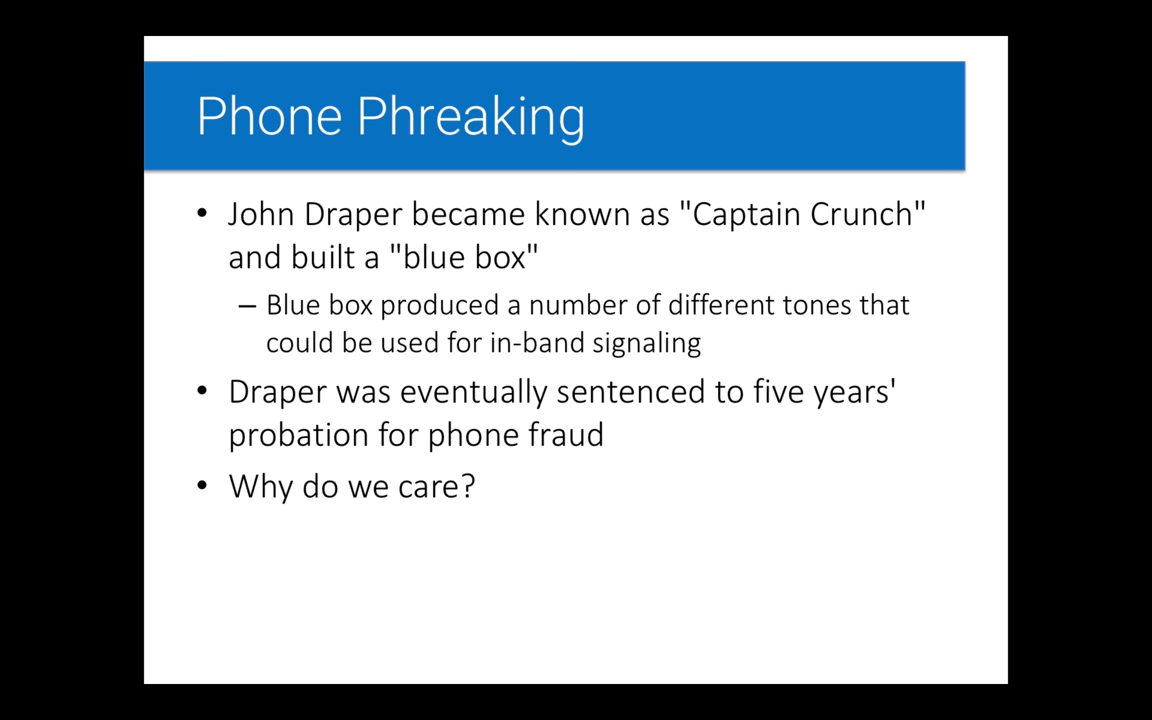 Phone Phreaking
• John Draper became known as "Captain Crunch"
and built a "blue box"
– Blue box produced a number of different tones that
could be used for in-band signaling
• Draper was eventually sentenced to five years'
probation for phone fraud
• Why do we care?